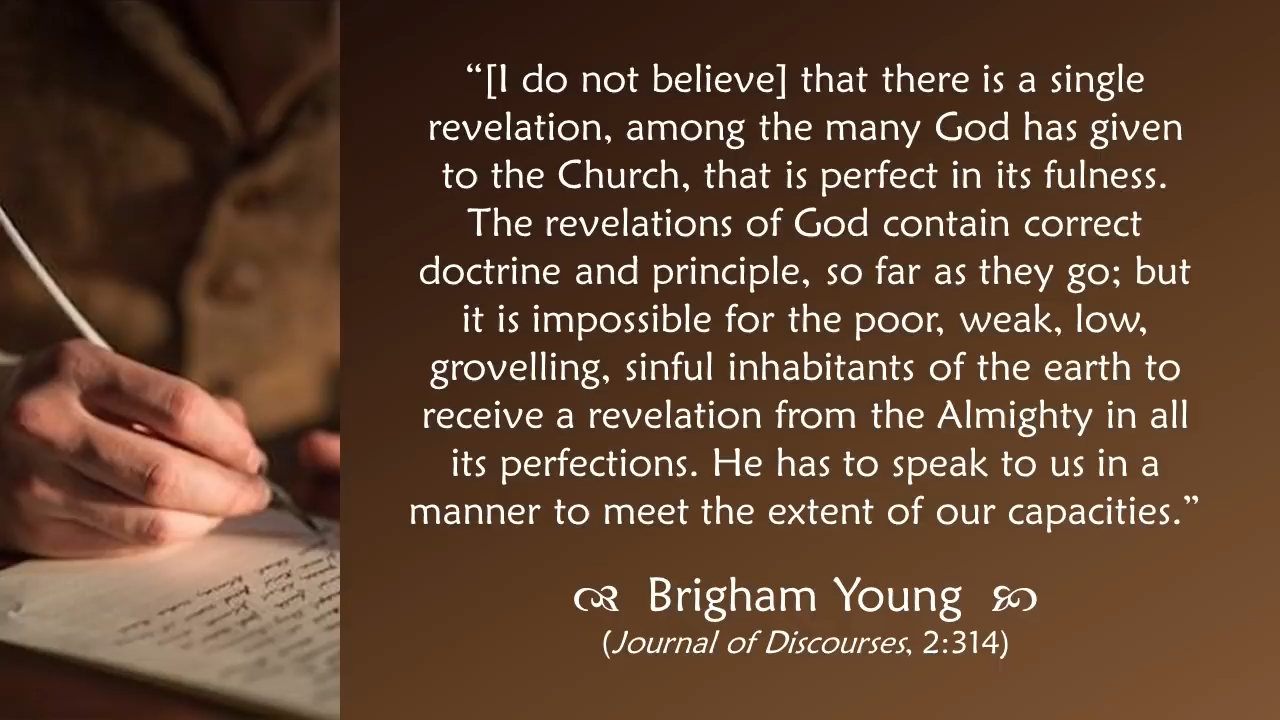 “[I do not believe] that there is a single
revelation, among the many God has given
to the Church, that is perfect in its fulness.
The revelations of God contain correct
doctrine and principle, so far as they go; but
it is impossible for the poor, weak, low,
grovelling, sinful inhabitants of the earth to
receive a revelation from the Almighty in all
its perfections. He has to speak to us in a
manner to meet the extent of our capacities.”
Brigham Young
(Journal of Discourses, 2:314)